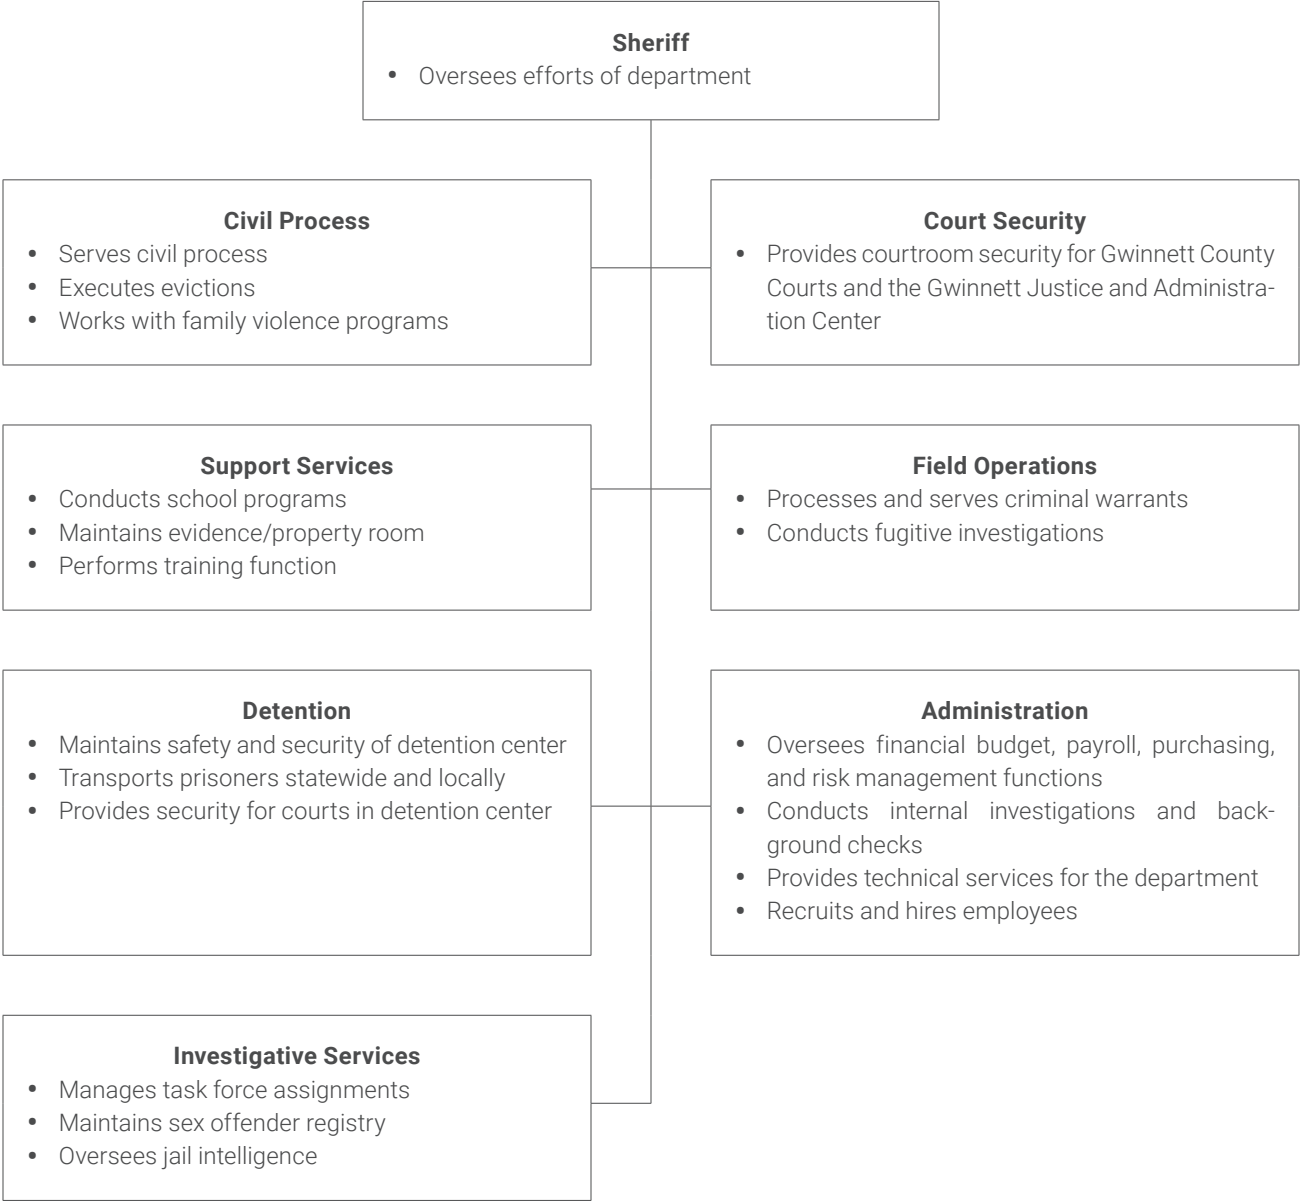 Sheriff
• Oversees efforts of department
Civil Process
• Serves civil process
• Executes evictions
• Works with family violence programs
Court Security
• Provides courtroom security for Gwinnett County
Courts and the Gwinnett Justice and Administra-
tion Center
Support Services
• Conducts school programs
• Maintains evidence/property room
• Performs training function
Field Operations
• Processes and serves criminal warrants
• Conducts fugitive investigations
Detention
• Maintains safety and security of detention center
• Transports prisoners statewide and locally
• Provides security for courts in detention center
Administration
• Oversees financial budget, payroll, purchasing,
and risk management functions
• Conducts internal investigations and back-
ground checks
• Provides technical services for the department
• Recruits and hires employees
Investigative Services
• Manages task force assignments
• Maintains sex offender registry
• Oversees jail intelligence